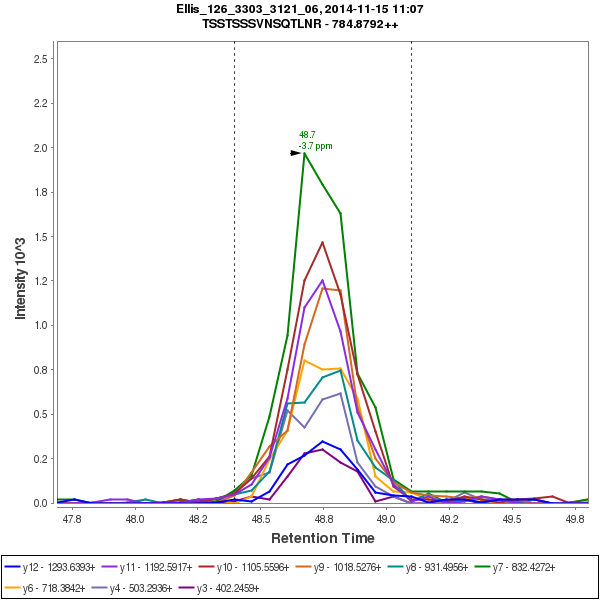 Ellis_126_3303_3121_06, 2014-11-15 11:07
TSSTSSSVNSQTLNR - 784.8792++
2.5
2.2
2.0
1.8
1.5
1.2
1.0
0.8
0.5
0.2
0.0
Intensity 10^3
48.7
-3.7 ppm
47.8 48.0 48.2 48.5 48.8 49.0 49.2 49.5 49.8
Retention Time
y12 - 1293.6393+ y11 - 1192.5917+ y10 - 1105.5596+ y9 - 1018.5276+ y8 - 931.4956+ y7 - 832.4272+
y6 - 718.3842+ y4 - 503.2936+ y3 - 402.2459+